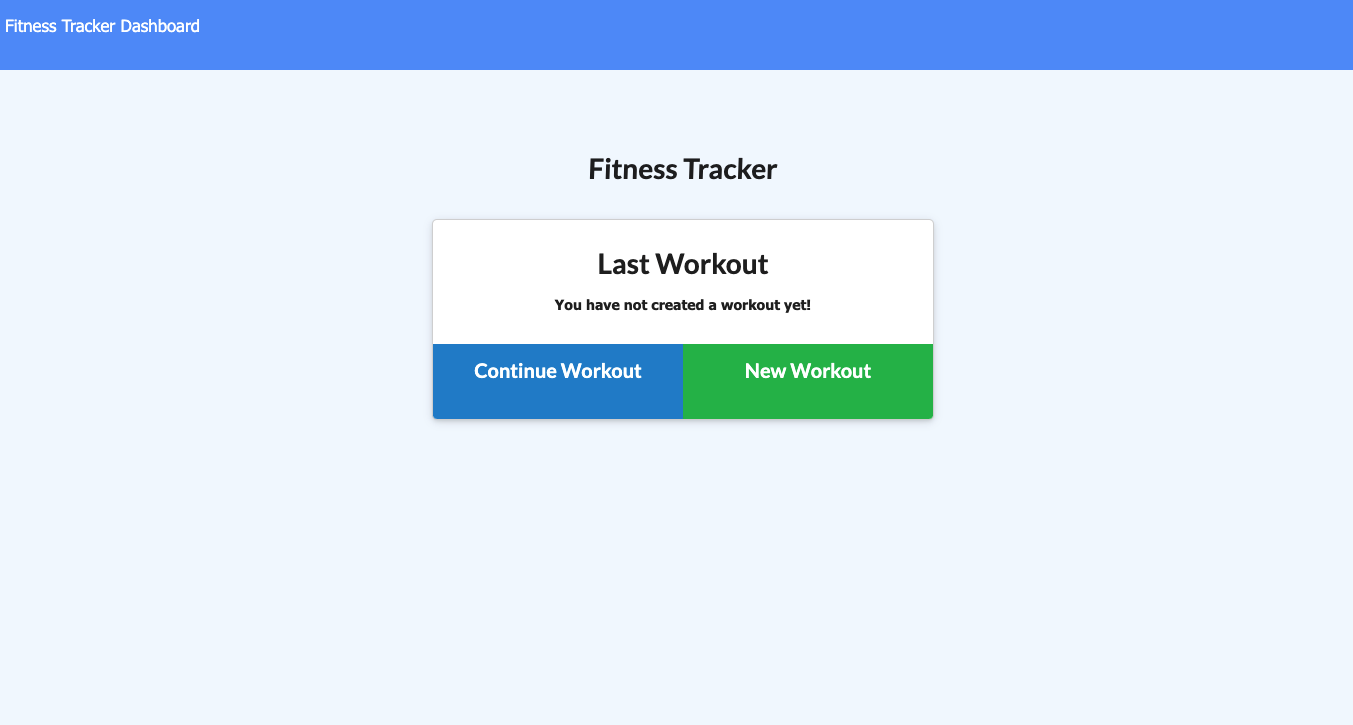 Fitness Tracker Dashboard
Fitness Tracker
Last Workout
You have not created a workout yet!
Continue Workout
New Workout